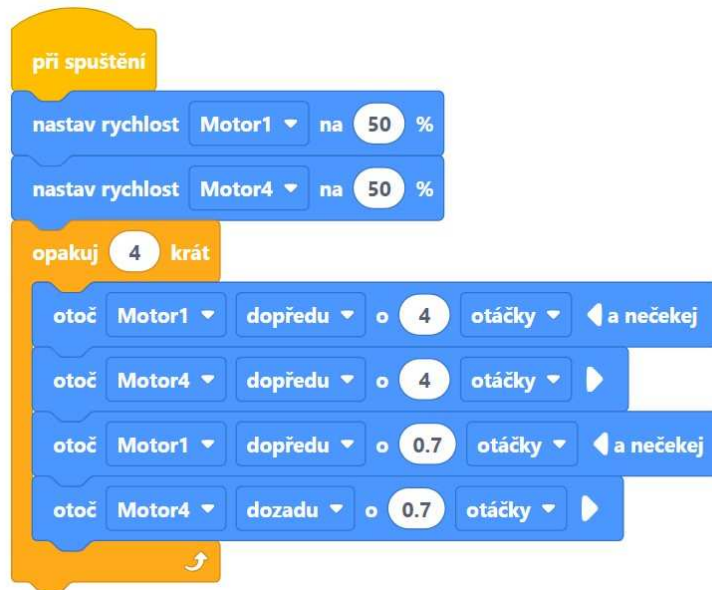 při spuštění
nastav rychlost Motor1 na 50 %
nastav rychlost Motor4 na 50 %
opakuj 4 krát
otoč Motor1 dopředu o 4 otáčky a nečekej
otoč Motor4 dopředu o 4 otáčky
otoč Motor1 dopředu o 0.7 otáčky a nečekej
otoč Motor4 dozadu o 0.7 otáčky